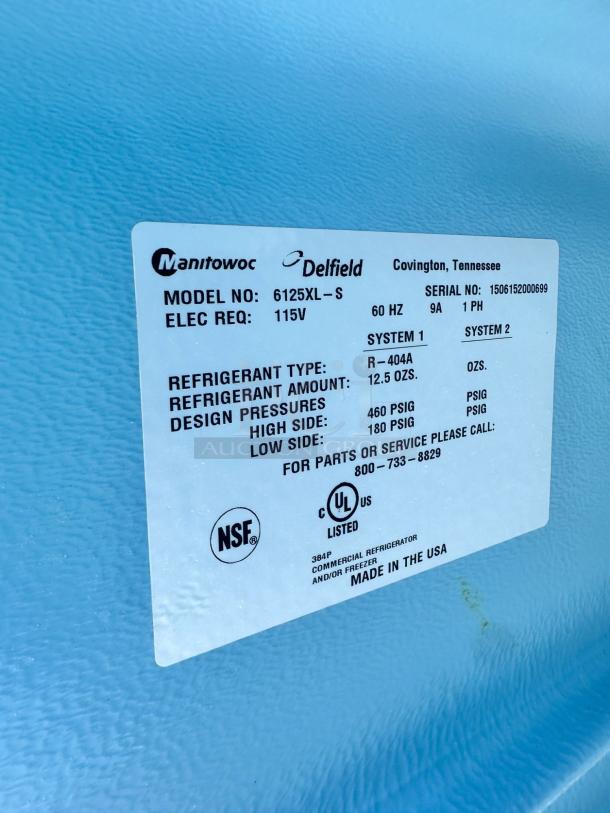 Manitowoc Delfield Covington, Tennessee
MODEL NO: 6125XL-S SERIAL NO: 1506152000699
ELEC REQ: 115V 60 HZ 9A 1 PH
SYSTEM 1 SYSTEM 2
REFRIGERANT TYPE: R-404A
REFRIGERANT AMOUNT: 12.5 OZS. OZS.
DESIGN PRESSURES
HIGH SIDE: 460 PSIG PSIG
LOW SIDE: 180 PSIG PSIG
AUCTION GROUP
FOR PARTS OR SERVICE PLEASE CALL:
800-733-8829
C UL US
LISTED
NSF®
384P
COMMERCIAL REFRIGERATOR
AND/OR FREEZER
MADE IN THE USA